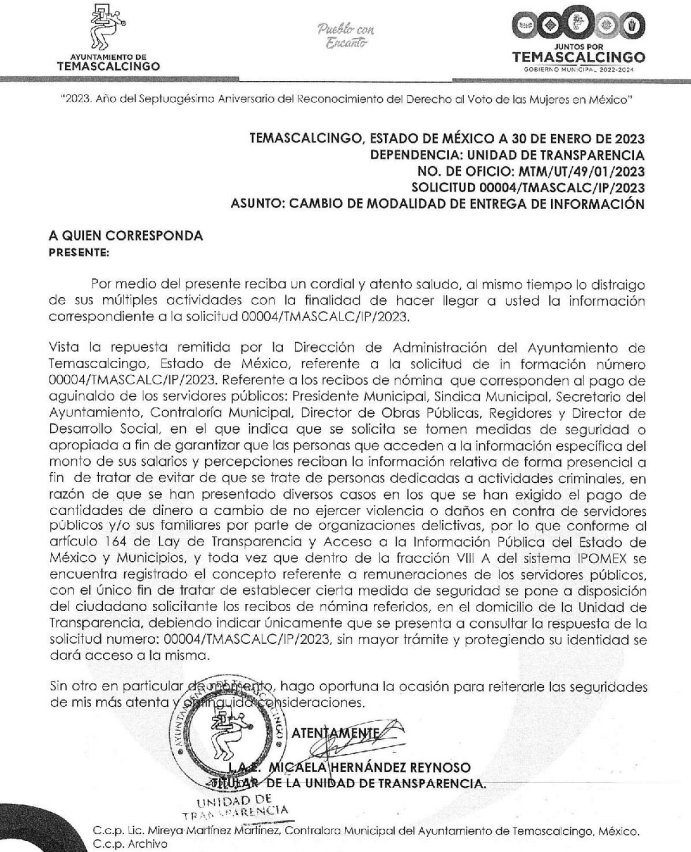 AYUNTAMIENTO DE
TEMASCALCINGO
Pueblo con
Encanto
JUNTOS POR
TEMASCALCINGO
GOBIERNO MUNICIPAL 2022-2024
"2023. Año del Septuagésimo Aniversario del Reconocimiento del Derecho al Voto de las Mujeres en México"
TEMASCALCINGO, ESTADO DE MÉXICO A 30 DE ENERO DE 2023
DEPENDENCIA: UNIDAD DE TRANSPARENCIA
NO. DE OFICIO: MTM/UT/49/01/2023
SOLICITUD 00004/TMASCALC/IP/2023
ASUNTO: CAMBIO DE MODALIDAD DE ENTREGA DE INFORMACIÓN
A QUIEN CORRESPONDA
PRESENTE:
Por medio del presente reciba un cordial y atento saludo, al mismo tiempo lo distraigo
de sus múltiples actividades con la finalidad de hacer llegar a usted la información
correspondiente a la solicitud 00004/TMASCALC/IP/2023.
Vista la repuesta remitida por la Dirección de Administración del Ayuntamiento de
Temascalcingo, Estado de México, referente a la solicitud de in formación número
00004/TMASCALC/IP/2023. Referente a los recibos de nómina que corresponden al pago de
aguinaldo de los servidores públicos: Presidente Municipal, Sindica Municipal, Secretario del
Ayuntamiento, Contraloría Municipal, Director de Obras Públicas, Regidores y Director de
Desarrollo Social, en el que indica que se solicita se tomen medidas de seguridad o
apropiada a fin de garantizar que las personas que acceden a la información específica del
monto de sus salarios y percepciones reciban la información relativa de forma presencial a
fin de tratar de evitar de que se trate de personas dedicadas a actividades criminales, en
razón de que se han presentado diversos casos en los que se han exigido el pago de
cantidades de dinero a cambio de no ejercer violencia o daños en contra de servidores
públicos y/o sus familiares por parte de organizaciones delictivas, por lo que conforme al
artículo 164 de Lay de Transparencia y Acceso a la Información Pública del Estado de
México y Municipios, y toda vez que dentro de la fracción VIII A del sistema IPOMEX se
encuentra registrado el concepto referente a remuneraciones de los servidores públicos,
con el único fin de tratar de establecer cierta medida de seguridad se pone a disposición
del ciudadano solicitante los recibos de nómina referidos, en el domicilio de la Unidad de
Transparencia, debiendo indicar únicamente que se presenta a consultar la respuesta de la
solicitud numero: 00004/TMASCALC/IP/2023, sin mayor trámite y protegiendo su identidad se
dará acceso a la misma.
Sin otro en particular de momento, hago oportuna la ocasión para reiterarle las seguridades
de mis más atenta y distinguida consideraciones.
ATENTAMENTE
L.A.E. MICAELA HERNÁNDEZ REYNOSO
TITULAR DE LA UNIDAD DE TRANSPARENCIA.
UNIDAD DE
TRANSPARENCIA
C.c.p. Lic. Mireya Martínez Martínez, Contralora Municipal del Ayuntamiento de Temascalcingo, México.
C.c.p. Archivo